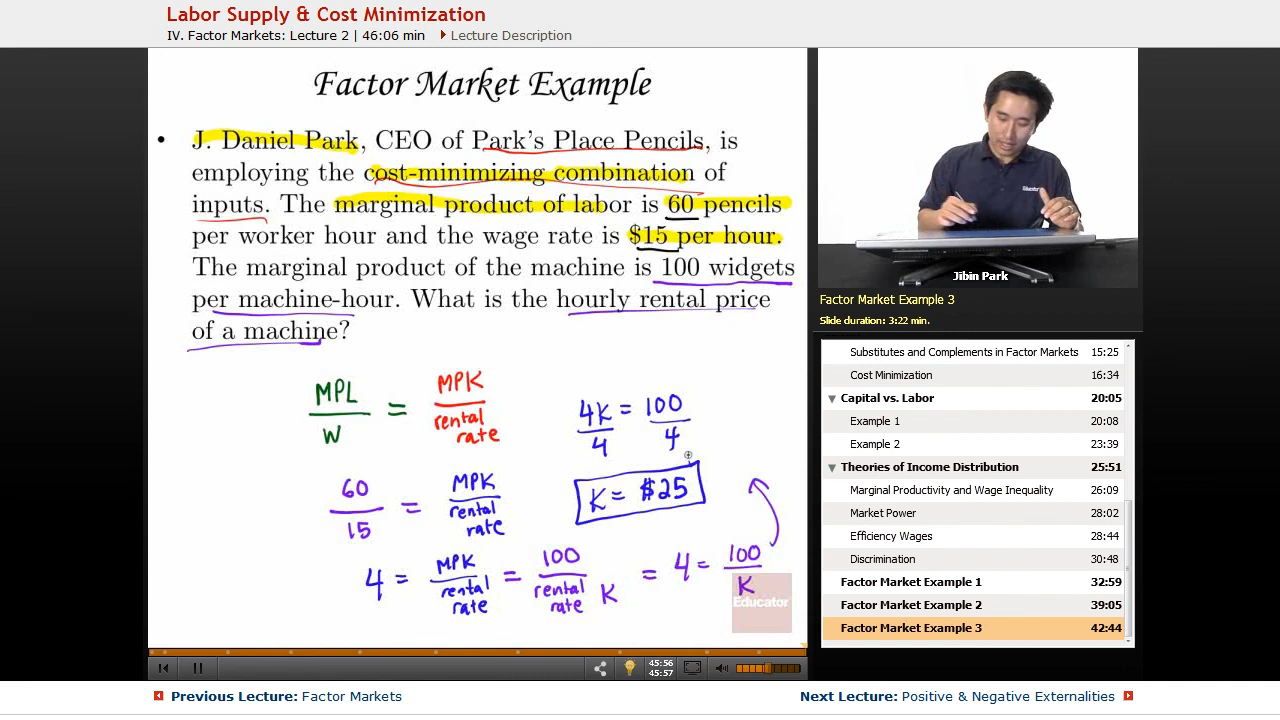 Labor Supply & Cost Minimization
IV. Factor Markets: Lecture 2 | 46:06 min Lecture Description
Factor Market Example
• J. Daniel Park, CEO of Park's Place Pencils, is
employing the cost-minimizing combination of
inputs. The marginal product of labor is 60 pencils
per worker hour and the wage rate is $15 per hour.
The marginal product of the machine is 100 widgets
per machine-hour. What is the hourly rental price
of a machine?
MPL / W = MPK / rental rate
60 / 15 = MPK / rental rate
4 = MPK / rental rate = 100 / rental rate K = 4 = 100 / K
4K / 4 = 100 / 4
K = $25
Educator
Educator
Jibin Park
Factor Market Example 3
Slide duration: 3:22 min.
Substitutes and Complements in Factor Markets 15:25
Cost Minimization 16:34
Capital vs. Labor 20:05
Example 1 20:08
Example 2 23:39
Theories of Income Distribution 25:51
Marginal Productivity and Wage Inequality 26:09
Market Power 28:02
Efficiency Wages 28:44
Discrimination 30:48
Factor Market Example 1 32:59
Factor Market Example 2 39:05
Factor Market Example 3 42:44
45:56
45:57
Previous Lecture: Factor Markets
Next Lecture: Positive & Negative Externalities